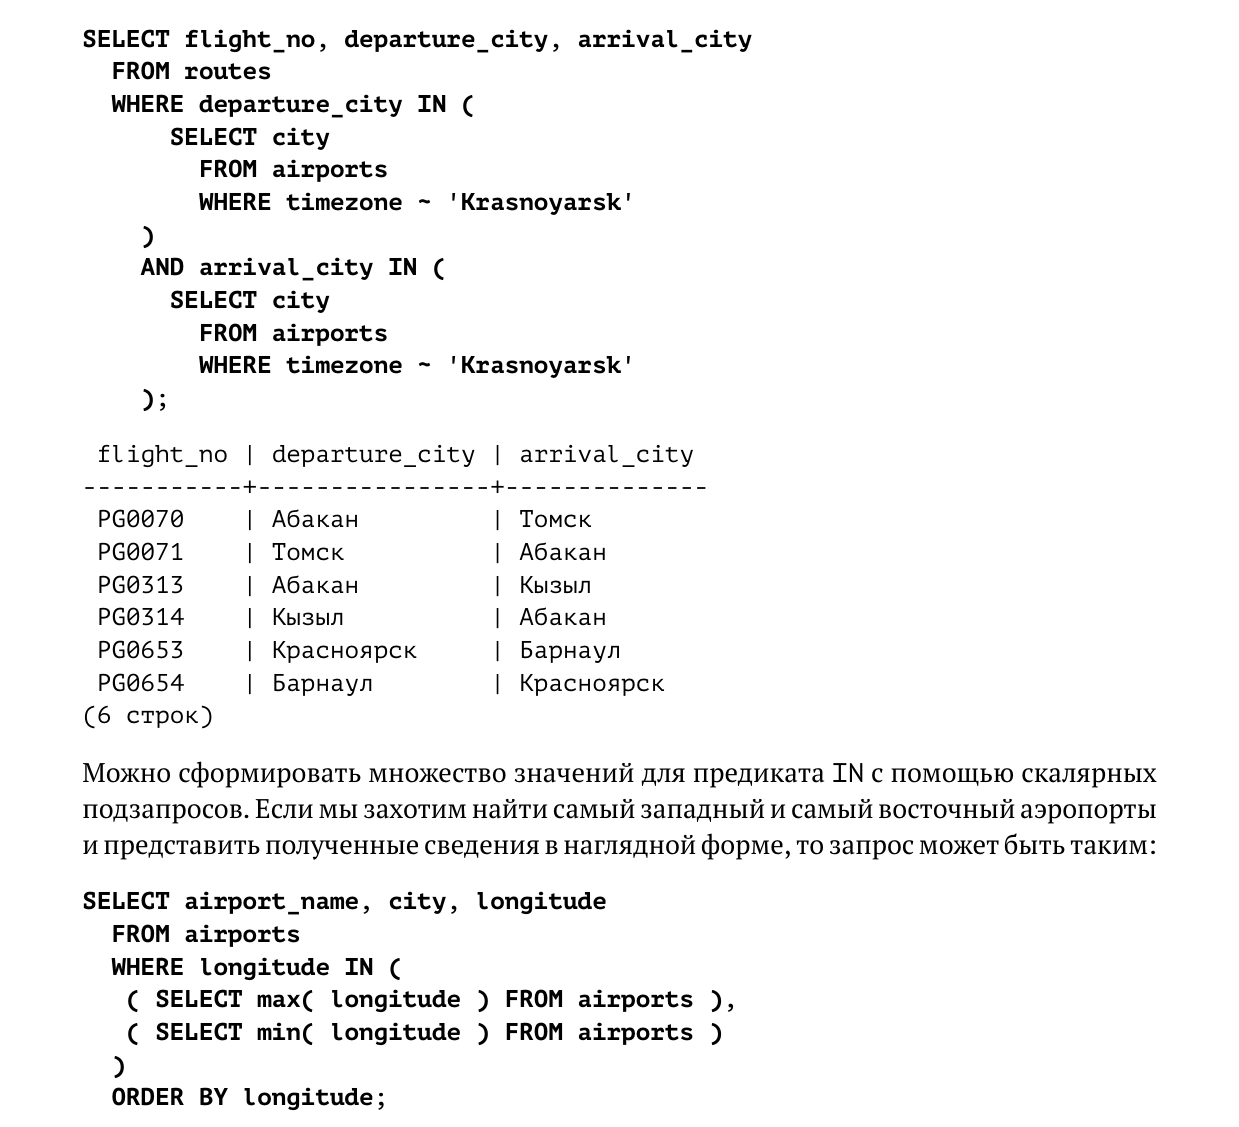 SELECT flight_no, departure_city, arrival_city
  FROM routes
  WHERE departure_city IN (
      SELECT city
        FROM airports
        WHERE timezone ~ 'Krasnoyarsk'
    )
    AND arrival_city IN (
      SELECT city
        FROM airports
        WHERE timezone ~ 'Krasnoyarsk'
    );
 flight_no | departure_city | arrival_city
-----------+----------------+--------------
 PG0070    | Абакан         | Томск
 PG0071    | Томск          | Абакан
 PG0313    | Абакан         | Кызыл
 PG0314    | Кызыл          | Абакан
 PG0653    | Красноярск     | Барнаул
 PG0654    | Барнаул        | Красноярск
(6 строк)
Можно сформировать множество значений для предиката IN с помощью скалярных
подзапросов. Если мы захотим найти самый западный и самый восточный аэропорты
и представить полученные сведения в наглядной форме, то запрос может быть таким:
SELECT airport_name, city, longitude
  FROM airports
  WHERE longitude IN (
   ( SELECT max( longitude ) FROM airports ),
   ( SELECT min( longitude ) FROM airports )
  )
  ORDER BY longitude;